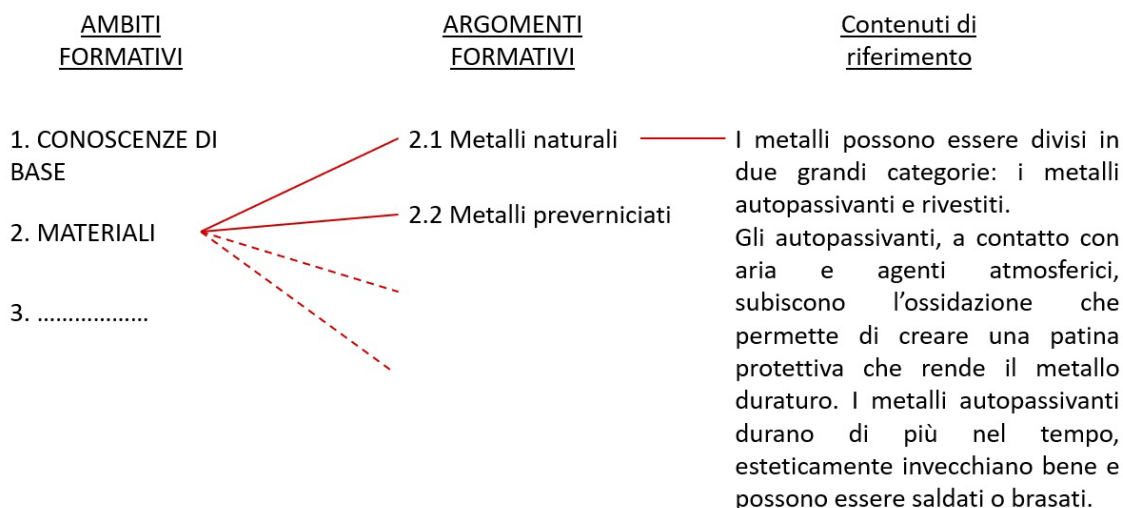 AMBITI
FORMATIVI
ARGOMENTI
FORMATIVI
Contenuti di
riferimento
1. CONOSCENZE DI
BASE
2. MATERIALI
3. ..................
2.1 Metalli naturali
2.2 Metalli preverniciati
I metalli possono essere divisi in
due grandi categorie: i metalli
autopassivanti e rivestiti.
Gli autopassivanti, a contatto con
aria e agenti atmosferici,
subiscono l’ossidazione che
permette di creare una patina
protettiva che rende il metallo
duraturo. I metalli autopassivanti
durano di più nel tempo,
esteticamente invecchiano bene e
possono essere saldati o brasati.